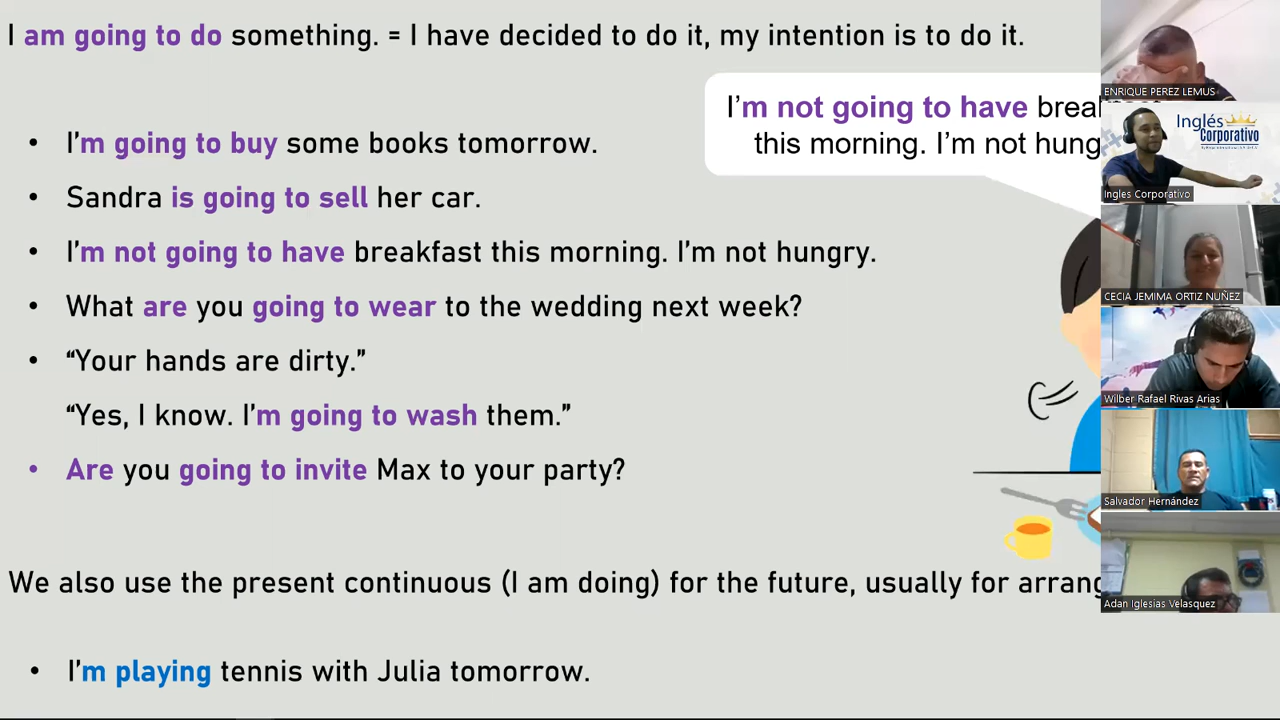 I am going to do something. = I have decided to do it, my intention is to do it.
I'm not going to have
this morning. I'm not
• I'm going to buy some books tomorrow.
• Sandra is going to sell her car.
• I'm not going to have breakfast this morning. I'm not hungry.
• What are you going to wear to the wedding next week?
• “Your hands are dirty.”
“Yes, I know. I'm going to wash them.”
• Are you going to invite Max to your party?
We also use the present continuous (I am doing) for the future, usually for
• I'm playing tennis with Julia tomorrow.
ENRIQUE PEREZ LEMUS
Inglés
Corporativo
Ingles Corporativo
CECIA JEMIMA ORTIZ NUÑEZ
Wilber Rafael Rivas Arias
Salvador Hernández
Adan Iglesias Velasquez